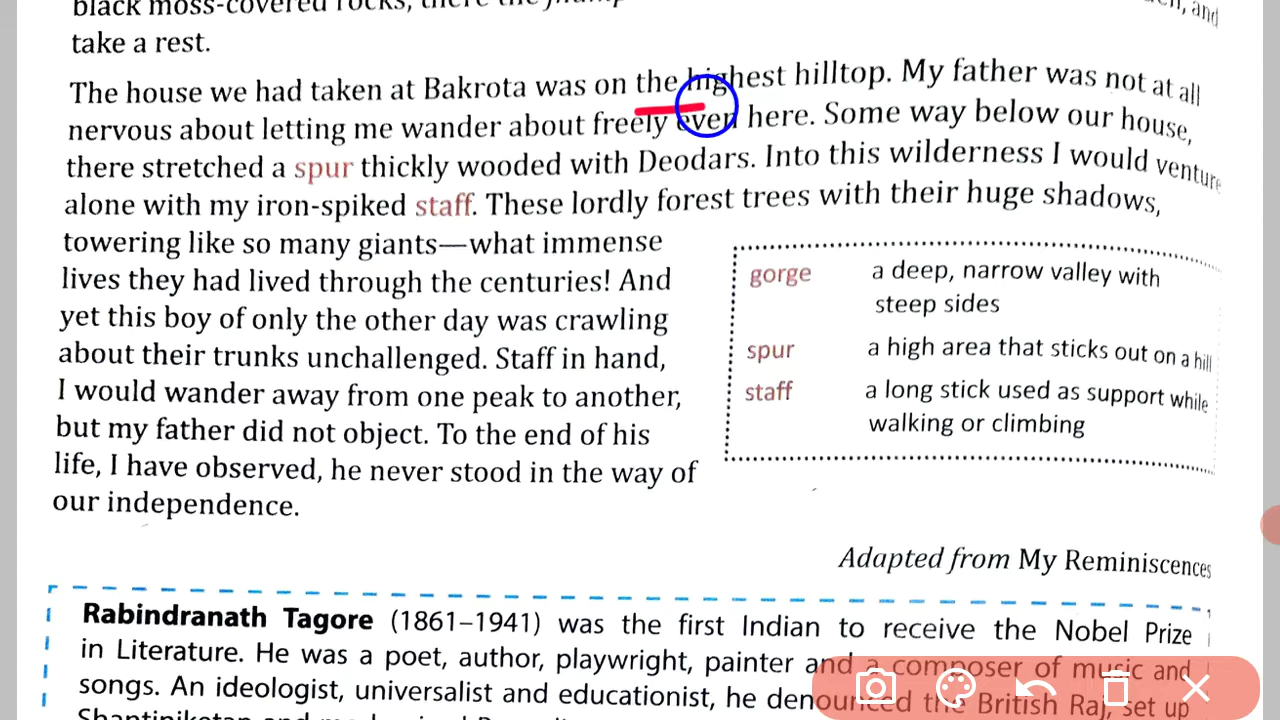 black moss-covered rocks, there the
and
take a rest.
The house we had taken at Bakrota was on the highest hilltop. My father was not at all
nervous about letting me wander about freely even here. Some way below our house,
there stretched a spur thickly wooded with Deodars. Into this wilderness I would venture
alone with my iron-spiked staff. These lordly forest trees with their huge shadows,
towering like so many giants—what immense
lives they had lived through the centuries! And
yet this boy of only the other day was crawling
about their trunks unchallenged. Staff in hand,
I would wander away from one peak to another,
but my father did not object. To the end of his
life, I have observed, he never stood in the way of
our independence.
gorge a deep, narrow valley with
steep sides
spur a high area that sticks out on a hill
staff a long stick used as support while
walking or climbing
Adapted from My Reminiscences
Rabindranath Tagore (1861–1941) was the first Indian to receive the Nobel Prize
in Literature. He was a poet, author, playwright, painter and a composer of music and
songs. An ideologist, universalist and educationist, he denounced the British Raj, set up